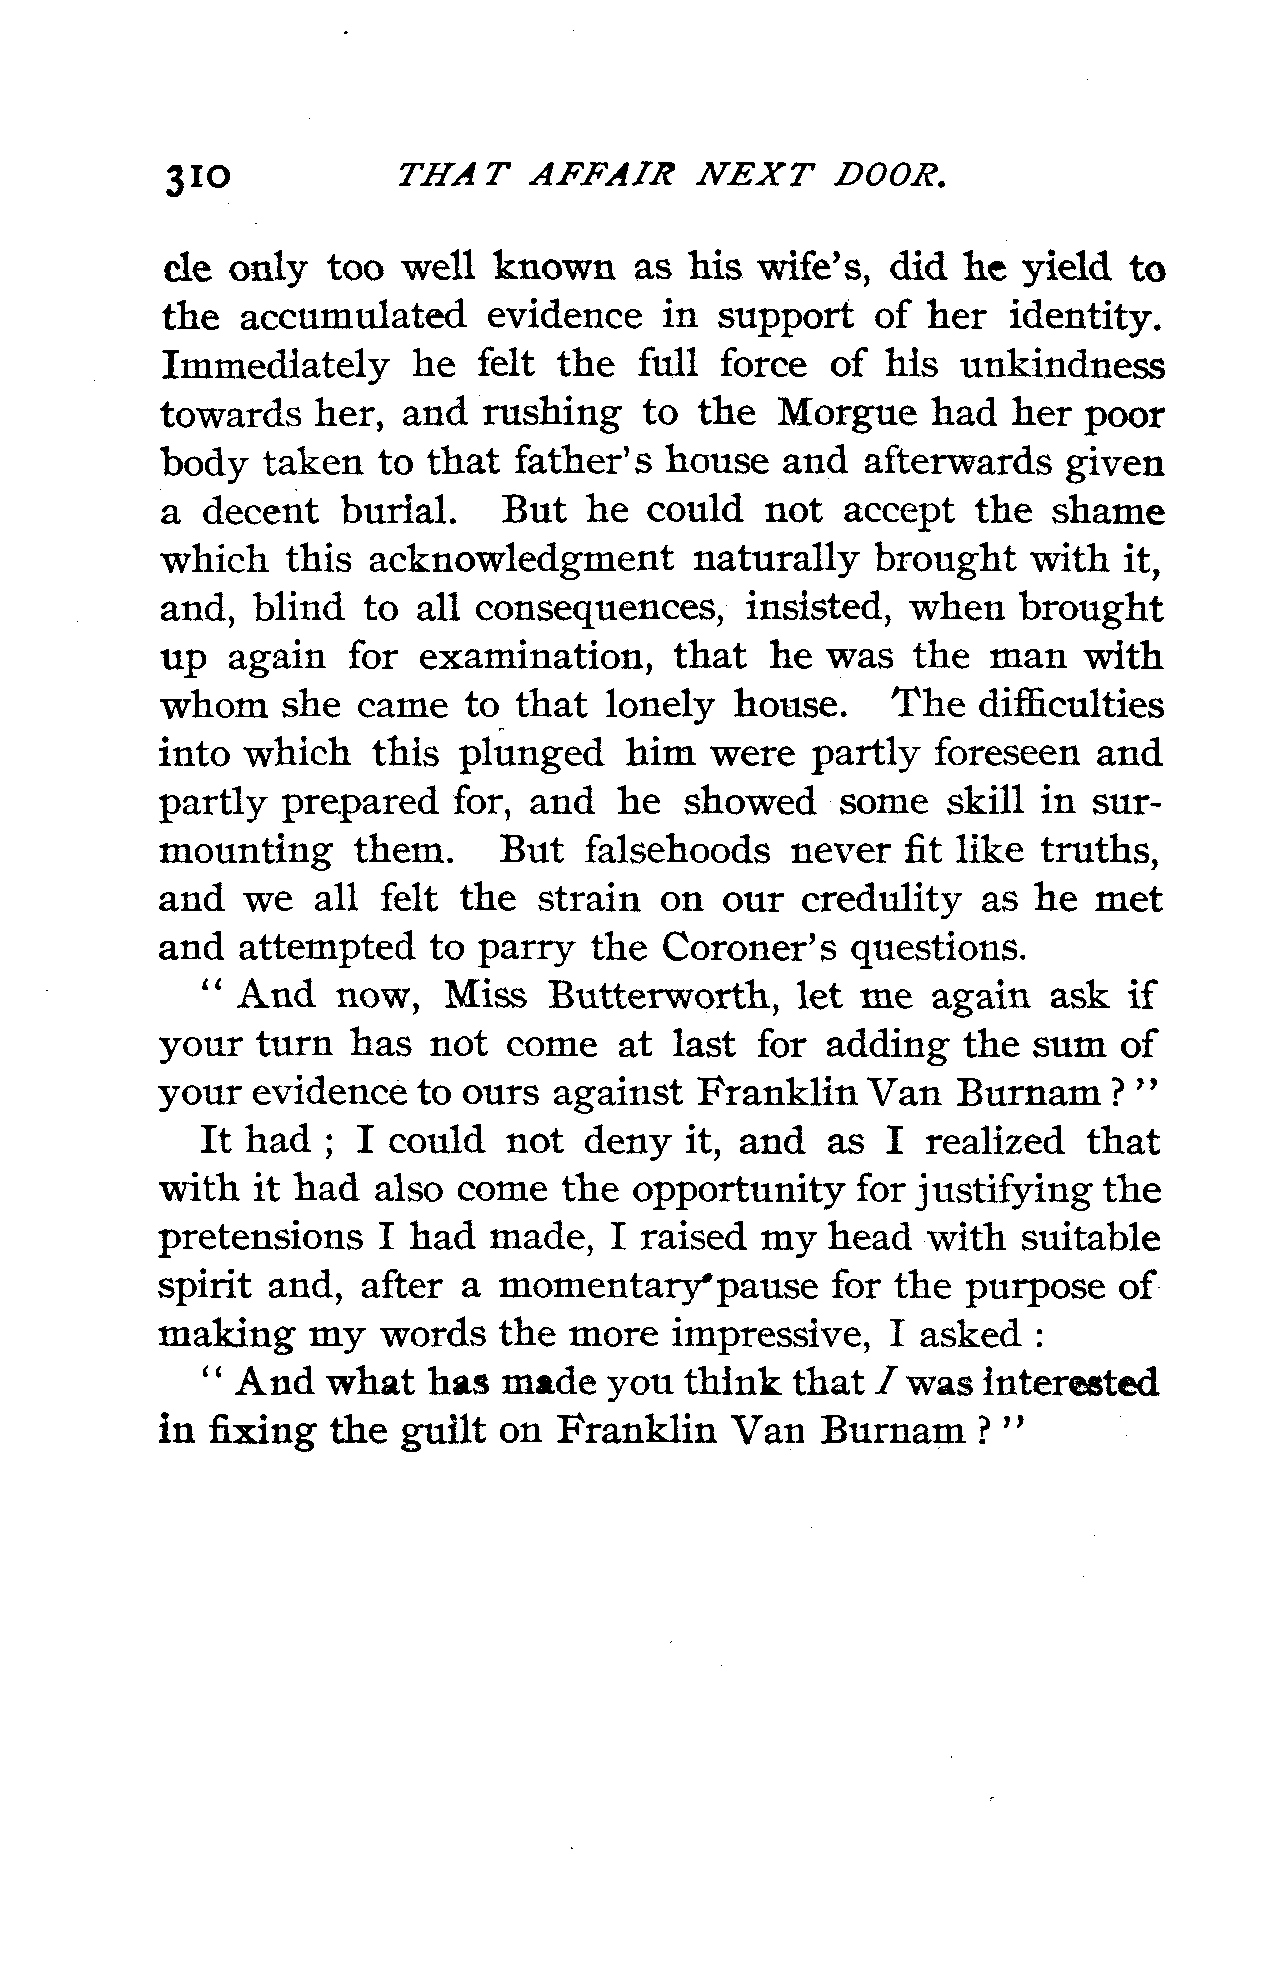 310 THAT AFFAIR NEXT DOOR.
cle only too well known as his wife's, did he yield to
the accumulated evidence in support of her identity.
Immediately he felt the full force of his unkindness
towards her, and rushing to the Morgue had her poor
body taken to that father's house and afterwards given
a decent burial. But he could not accept the shame
which this acknowledgment naturally brought with it,
and, blind to all consequences, insisted, when brought
up again for examination, that he was the man with
whom she came to that lonely house. The difficulties
into which this plunged him were partly foreseen and
partly prepared for, and he showed some skill in sur-
mounting them. But falsehoods never fit like truths,
and we all felt the strain on our credulity as he met
and attempted to parry the Coroner's questions.
“ And now, Miss Butterworth, let me again ask if
your turn has not come at last for adding the sum of
your evidence to ours against Franklin Van Burnam ? ”
It had ; I could not deny it, and as I realized that
with it had also come the opportunity for justifying the
pretensions I had made, I raised my head with suitable
spirit and, after a momentary pause for the purpose of
making my words the more impressive, I asked :
“ And what has made you think that I was interested
in fixing the guilt on Franklin Van Burnam ? ”